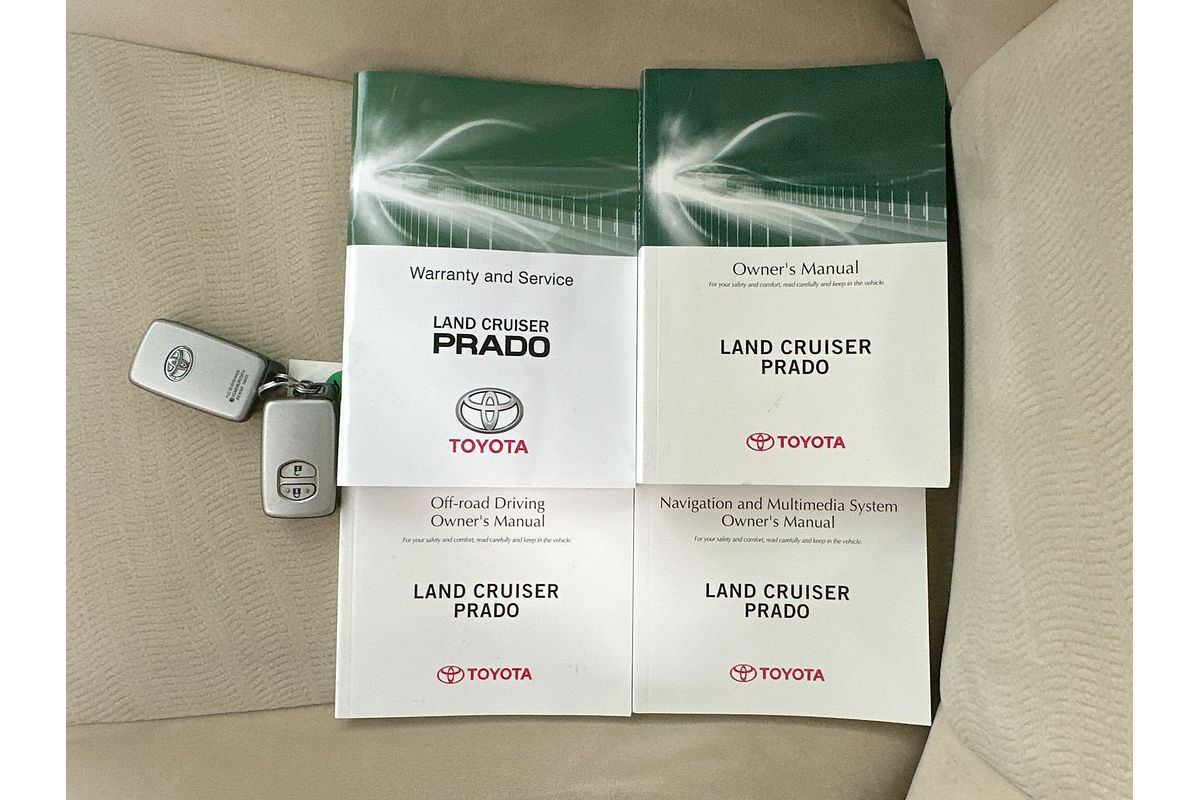 Warranty and Service
LAND CRUISER
PRADO
TOYOTA
Owner's Manual
For your safety and comfort, read carefully and keep in the vehicle.
LAND CRUISER
PRADO
TOYOTA
Off-road Driving
Owner's Manual
For your safety and comfort, read carefully and keep in the vehicle.
LAND CRUISER
PRADO
TOYOTA
Navigation and Multimedia System
Owner's Manual
For your safety and comfort, read carefully and keep in the vehicle.
LAND CRUISER
PRADO
TOYOTA